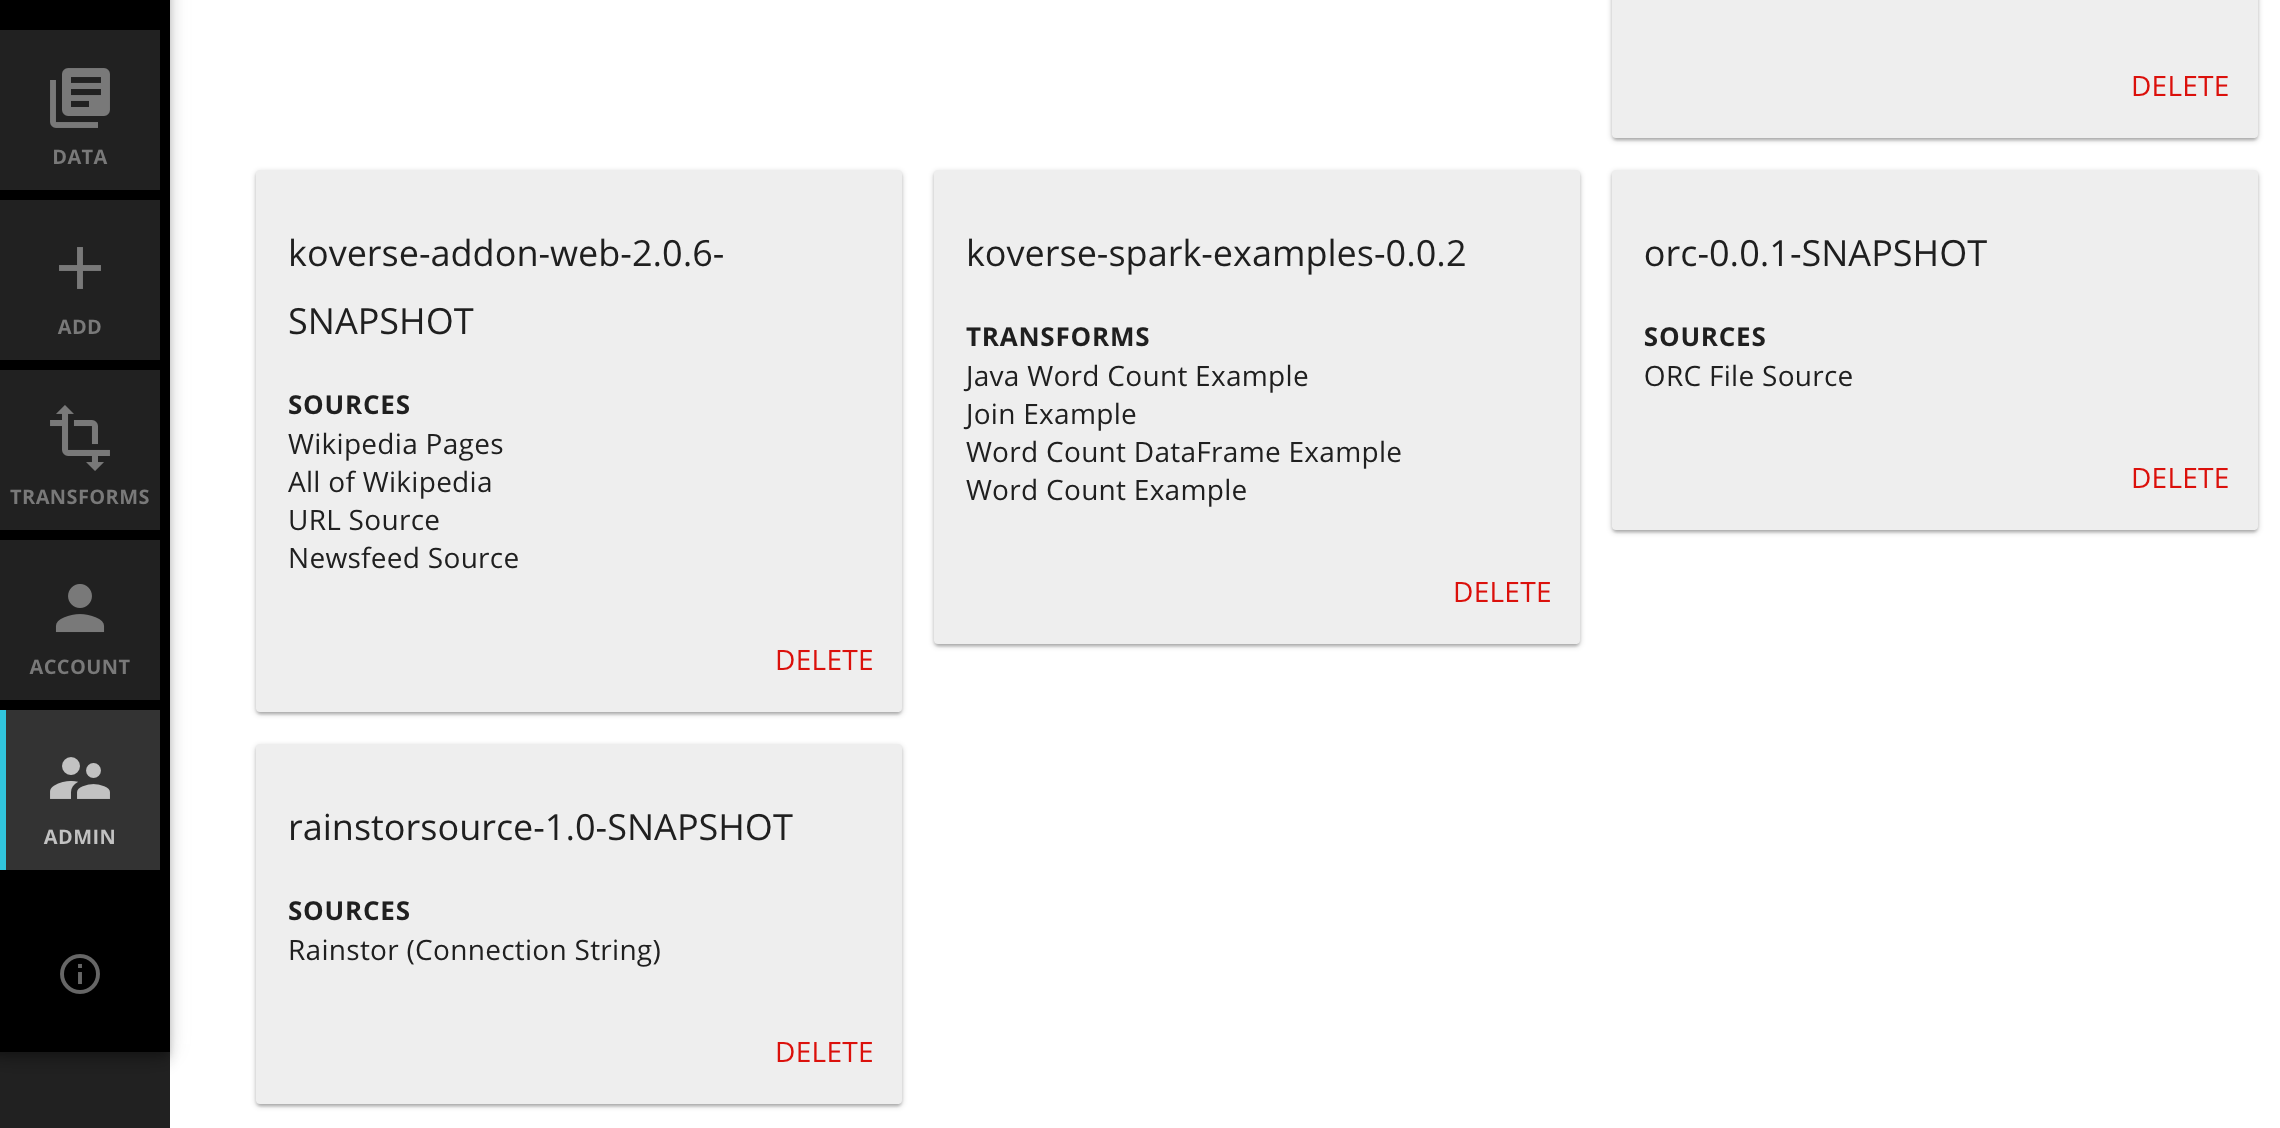 DATA
ADD
TRANSFORMS
ACCOUNT
ADMIN
DELETE
koverse-addon-web-2.0.6-
SNAPSHOT
SOURCES
Wikipedia Pages
All of Wikipedia
URL Source
Newsfeed Source
DELETE
koverse-spark-examples-0.0.2
TRANSFORMS
Java Word Count Example
Join Example
Word Count DataFrame Example
Word Count Example
DELETE
orc-0.0.1-SNAPSHOT
SOURCES
ORC File Source
DELETE
rainstorsource-1.0-SNAPSHOT
SOURCES
Rainstor (Connection String)
DELETE